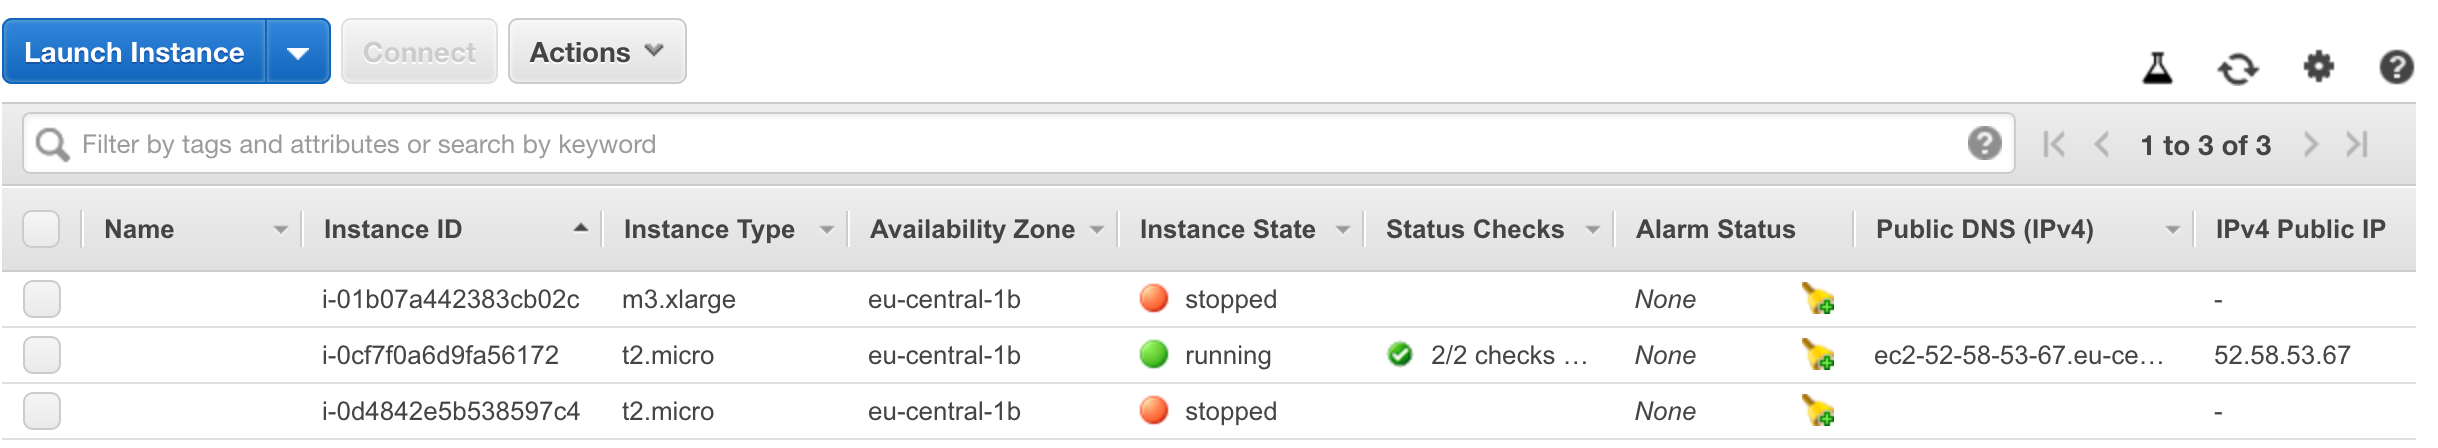 Launch Instance Connect Actions
Filter by tags and attributes or search by keyword ? 1 to 3 of 3
Name Instance ID Instance Type Availability Zone Instance State Status Checks Alarm Status Public DNS (IPv4) IPv4 Public IP
i-01b07a442383cb02c m3.xlarge eu-central-1b stopped None -
i-0cf7f0a6d9fa56172 t2.micro eu-central-1b running 2/2 checks … None ec2-52-58-53-67.eu-ce… 52.58.53.67
i-0d4842e5b538597c4 t2.micro eu-central-1b stopped None -